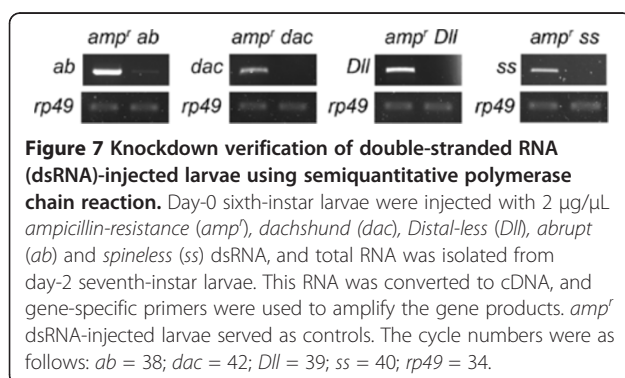 ampʳ ab ampʳ dac ampʳ Dll ampʳ ss
ab dac Dll ss
rp49 rp49 rp49 rp49
Figure 7 Knockdown verification of double-stranded RNA
(dsRNA)-injected larvae using semiquantitative polymerase
chain reaction. Day-0 sixth-instar larvae were injected with 2 μg/μL
ampicillin-resistance (ampʳ), dachshund (dac), Distal-less (Dll), abrupt
(ab) and spineless (ss) dsRNA, and total RNA was isolated from
day-2 seventh-instar larvae. This RNA was converted to cDNA, and
gene-specific primers were used to amplify the gene products. ampʳ
dsRNA-injected larvae served as controls. The cycle numbers were as
follows: ab = 38; dac = 42; Dll = 39; ss = 40; rp49 = 34.